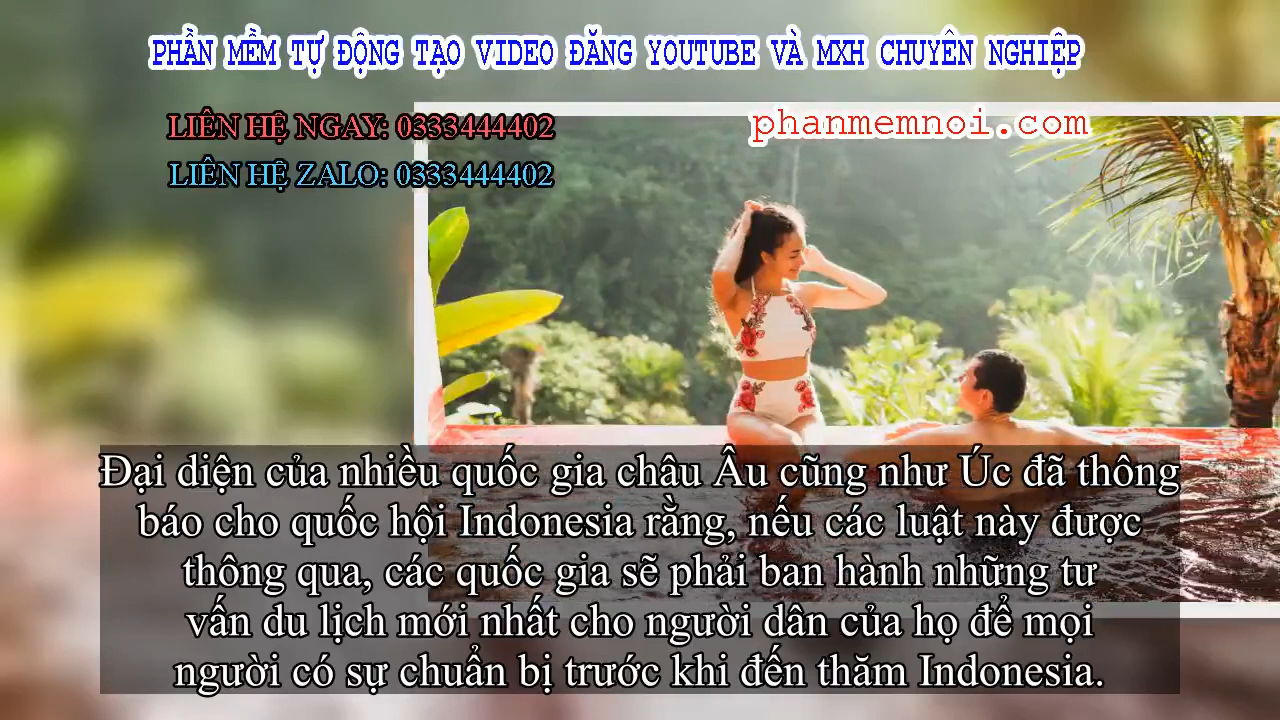 PHẦN MỀM TỰ ĐỘNG TẠO VIDEO ĐĂNG YOUTUBE VÀ MXH CHUYÊN NGHIỆP
LIÊN HỆ NGAY: 0333444402
phanmemnoi.com
LIÊN HỆ ZALO: 0333444402
Đại diện của nhiều quốc gia châu Âu cũng như Úc đã thông
báo cho quốc hội Indonesia rằng, nếu các luật này được
thông qua, các quốc gia sẽ phải ban hành những tư
vấn du lịch mới nhất cho người dân của họ để mọi
người có sự chuẩn bị trước khi đến thăm Indonesia.